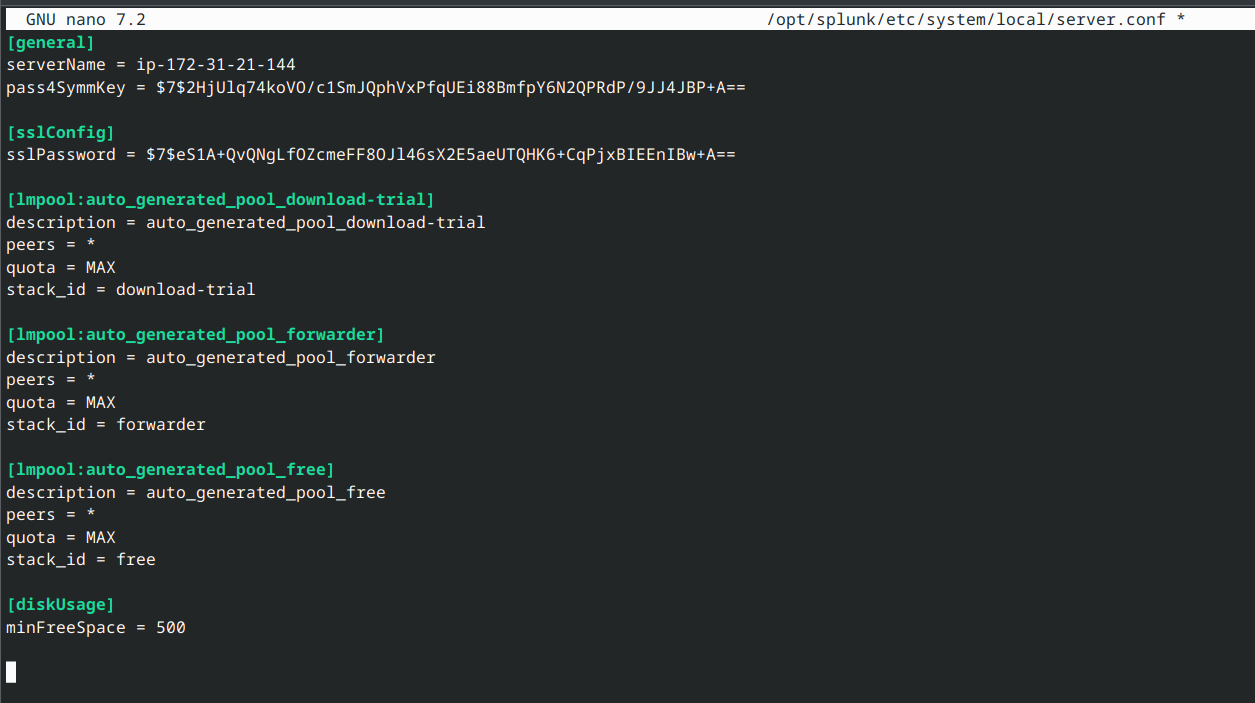 GNU nano 7.2 /opt/splunk/etc/system/local/server.conf *
[general]
serverName = ip-172-31-21-144
pass4SymmKey = $7$2HjUlq74koVO/c1SmJQphVxPfqUEi88BmfpY6N2QPRdP/9JJ4JBP+A==
[sslConfig]
sslPassword = $7$eS1A+QvQNgLfOZcmeFF8OJl46sX2E5aeUTQHK6+CqPjxBIEEnIBw+A==
[lmpool:auto_generated_pool_download-trial]
description = auto_generated_pool_download-trial
peers = *
quota = MAX
stack_id = download-trial
[lmpool:auto_generated_pool_forwarder]
description = auto_generated_pool_forwarder
peers = *
quota = MAX
stack_id = forwarder
[lmpool:auto_generated_pool_free]
description = auto_generated_pool_free
peers = *
quota = MAX
stack_id = free
[diskUsage]
minFreeSpace = 500